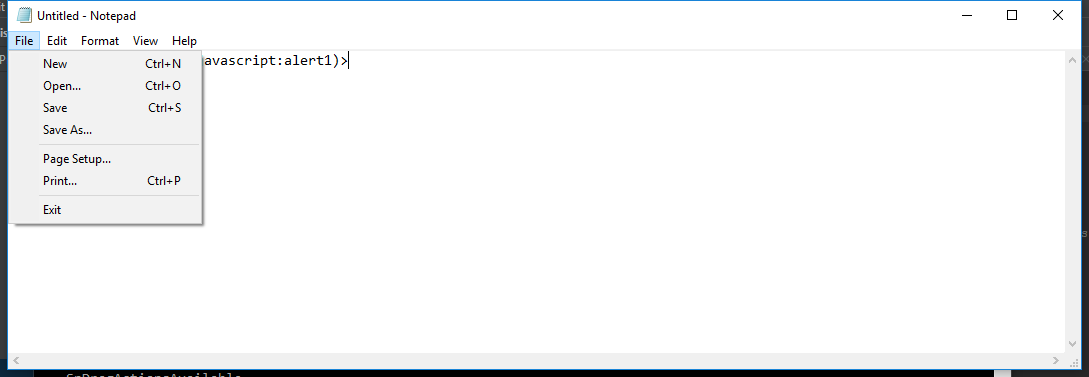 Untitled - Notepad
File Edit Format View Help
avascript:alert1)>
New Ctrl+N
Open... Ctrl+O
Save Ctrl+S
Save As...
Page Setup...
Print... Ctrl+P
Exit